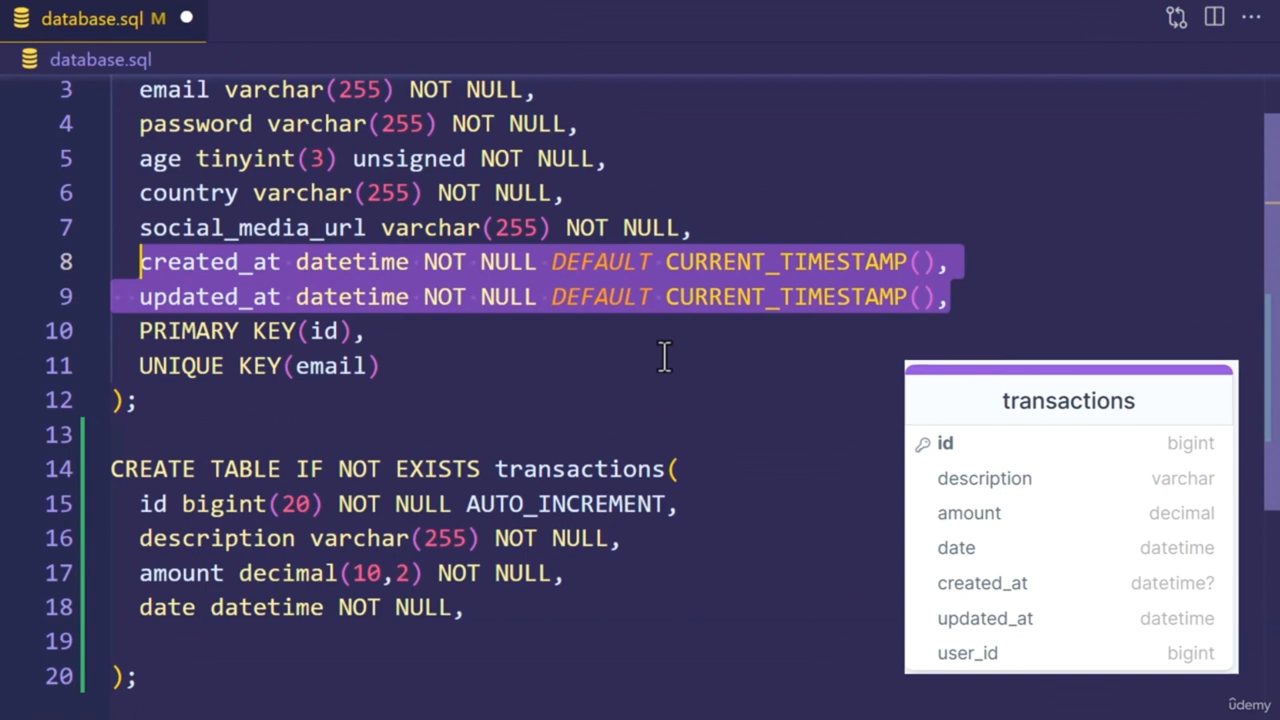 database.sql M
database.sql
3 email varchar(255) NOT NULL,
4 password varchar(255) NOT NULL,
5 age tinyint(3) unsigned NOT NULL,
6 country varchar(255) NOT NULL,
7 social_media_url varchar(255) NOT NULL,
8 created_at datetime NOT NULL DEFAULT CURRENT_TIMESTAMP(),
9 updated_at datetime NOT NULL DEFAULT CURRENT_TIMESTAMP(),
10 PRIMARY KEY(id),
11 UNIQUE KEY(email)
12 );
13
14 CREATE TABLE IF NOT EXISTS transactions(
15 id bigint(20) NOT NULL AUTO_INCREMENT,
16 description varchar(255) NOT NULL,
17 amount decimal(10,2) NOT NULL,
18 date datetime NOT NULL,
19
20 );
transactions
id bigint
description varchar
amount decimal
date datetime
created_at datetime?
updated_at datetime
user_id bigint
ûdemy